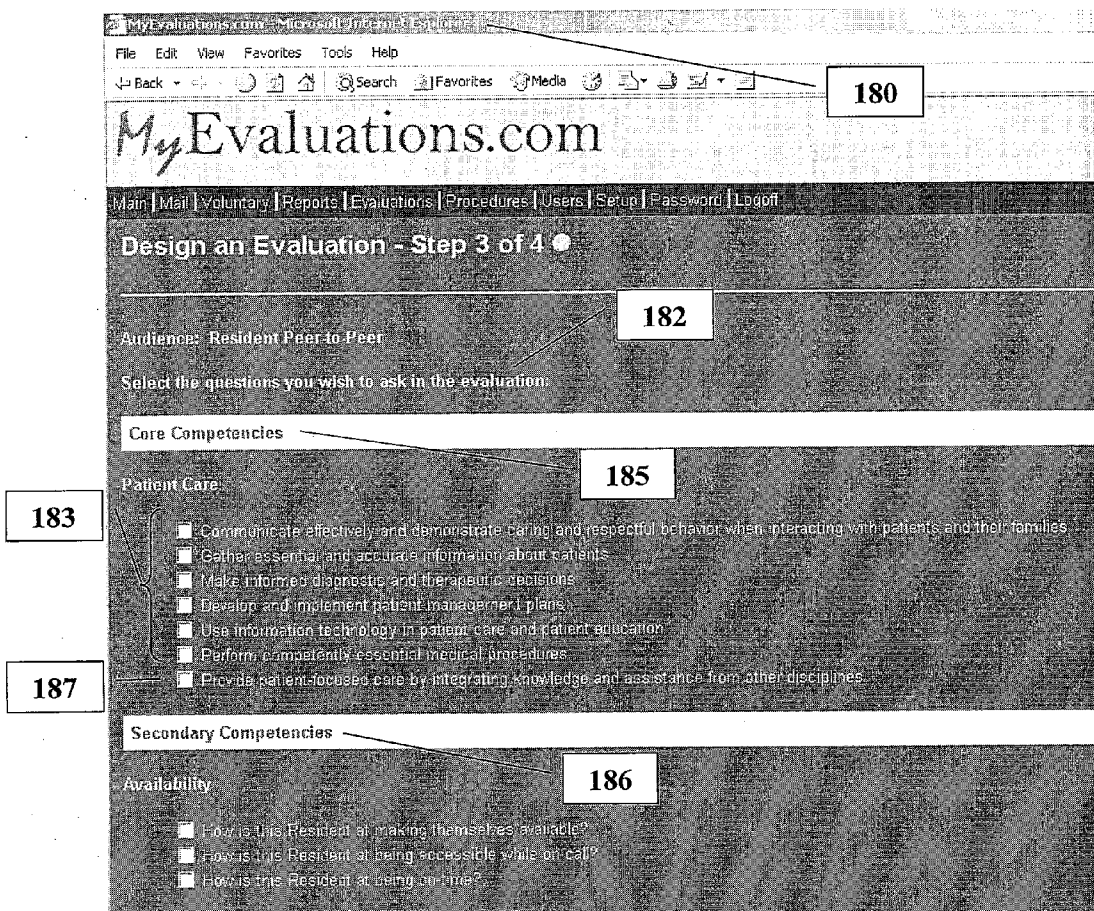 MyEvaluations.com - Microsoft Internet Explorer
File Edit View Favorites Tools Help
Back Search Favorites Media
180
MyEvaluations.com
Main | Mail | Voluntary | Reports | Evaluations | Procedures | Users | Setup | Password | Logoff
Design an Evaluation - Step 3 of 4
182
Audience: Resident Peer-to-Peer
Select the questions you wish to ask in the evaluation:
Core Competencies
185
Patient Care
183
Communicate effectively and demonstrate caring and respectful behavior when interacting with patients and their families
Gather essential and accurate information about patients
Make informed diagnostic and therapeutic decisions
Develop and implement patient management plans
Use information technology in patient care and patient education
Perform competently essential medical procedures
187
Provide patient-focused care by integrating knowledge and assistance from other disciplines
Secondary Competencies
186
Availability
How is this Resident at making themselves available?
How is this Resident at being accessible while on-call?
How is this Resident at being on-time?